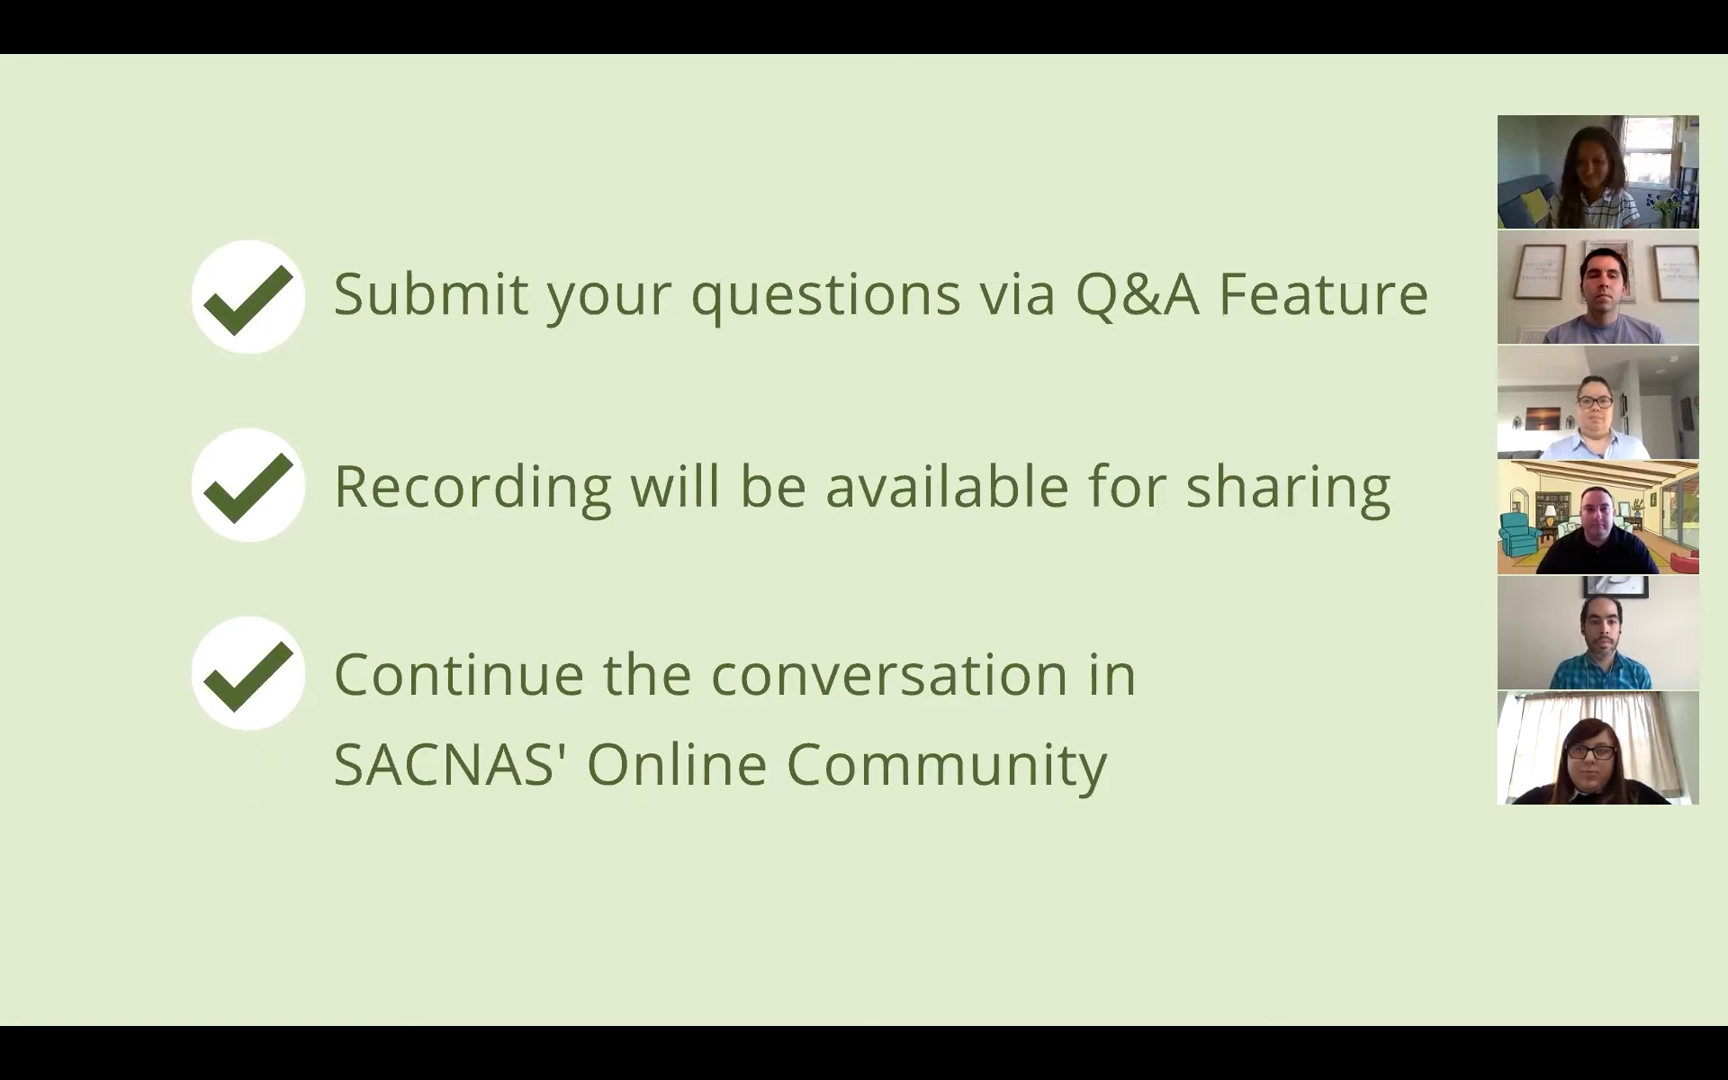 Submit your questions via Q&A Feature
Recording will be available for sharing
Continue the conversation in
SACNAS' Online Community